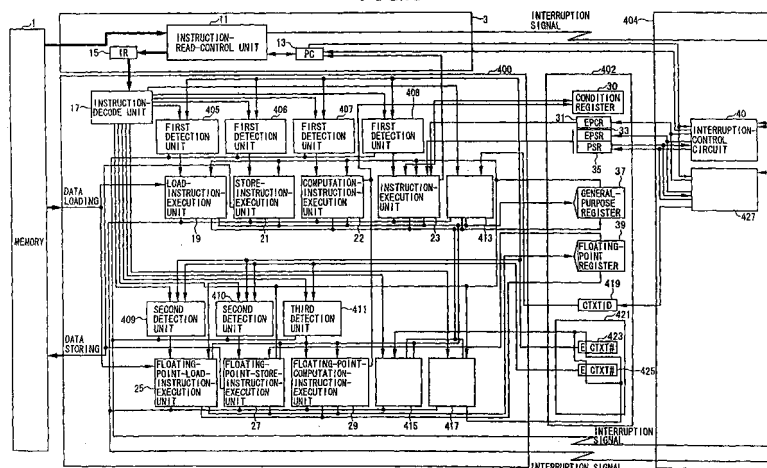 1
11
INSTRUCTION-
READ-CONTROL UNIT
3
INTERRUPTION
SIGNAL
404
15
IR
13
PC
400
402
17
INSTRUCTION-
DECODE UNIT
405
406
407
408
FIRST DETECTION
UNIT
FIRST DETECTION
UNIT
FIRST DETECTION
UNIT
FIRST DETECTION
UNIT
30
CONDITION
REGISTER
31
EPCR
33
EPSR
PSR
35
40
INTERRUPTION-
CONTROL
CIRCUIT
427
DATA
LOADING
LOAD-
INSTRUCTION-
EXECUTION
UNIT
19
STORE-
INSTRUCTION-
EXECUTION
UNIT
21
COMPUTATION-
INSTRUCTION-
EXECUTION
UNIT
22
INSTRUCTION-
EXECUTION
UNIT
23
413
37
GENERAL-
PURPOSE
REGISTER
39
FLOATING-
POINT
REGISTER
MEMORY
409
SECOND
DETECTION
UNIT
410
SECOND
DETECTION
UNIT
THIRD
DETECTION
UNIT
411
419
CTXTID
421
423
E CTXT#
E CTXT#
425
DATA
STORING
25
FLOATING-
POINT-LOAD-
INSTRUCTION-
EXECUTION
UNIT
FLOATING-
POINT-STORE-
INSTRUCTION-
EXECUTION
UNIT
27
FLOATING-POINT-
COMPUTATION-
INSTRUCTION-
EXECUTION
UNIT
29
415
417
INTERRUPTION
SIGNAL
INTERRUPTION SIGNAL